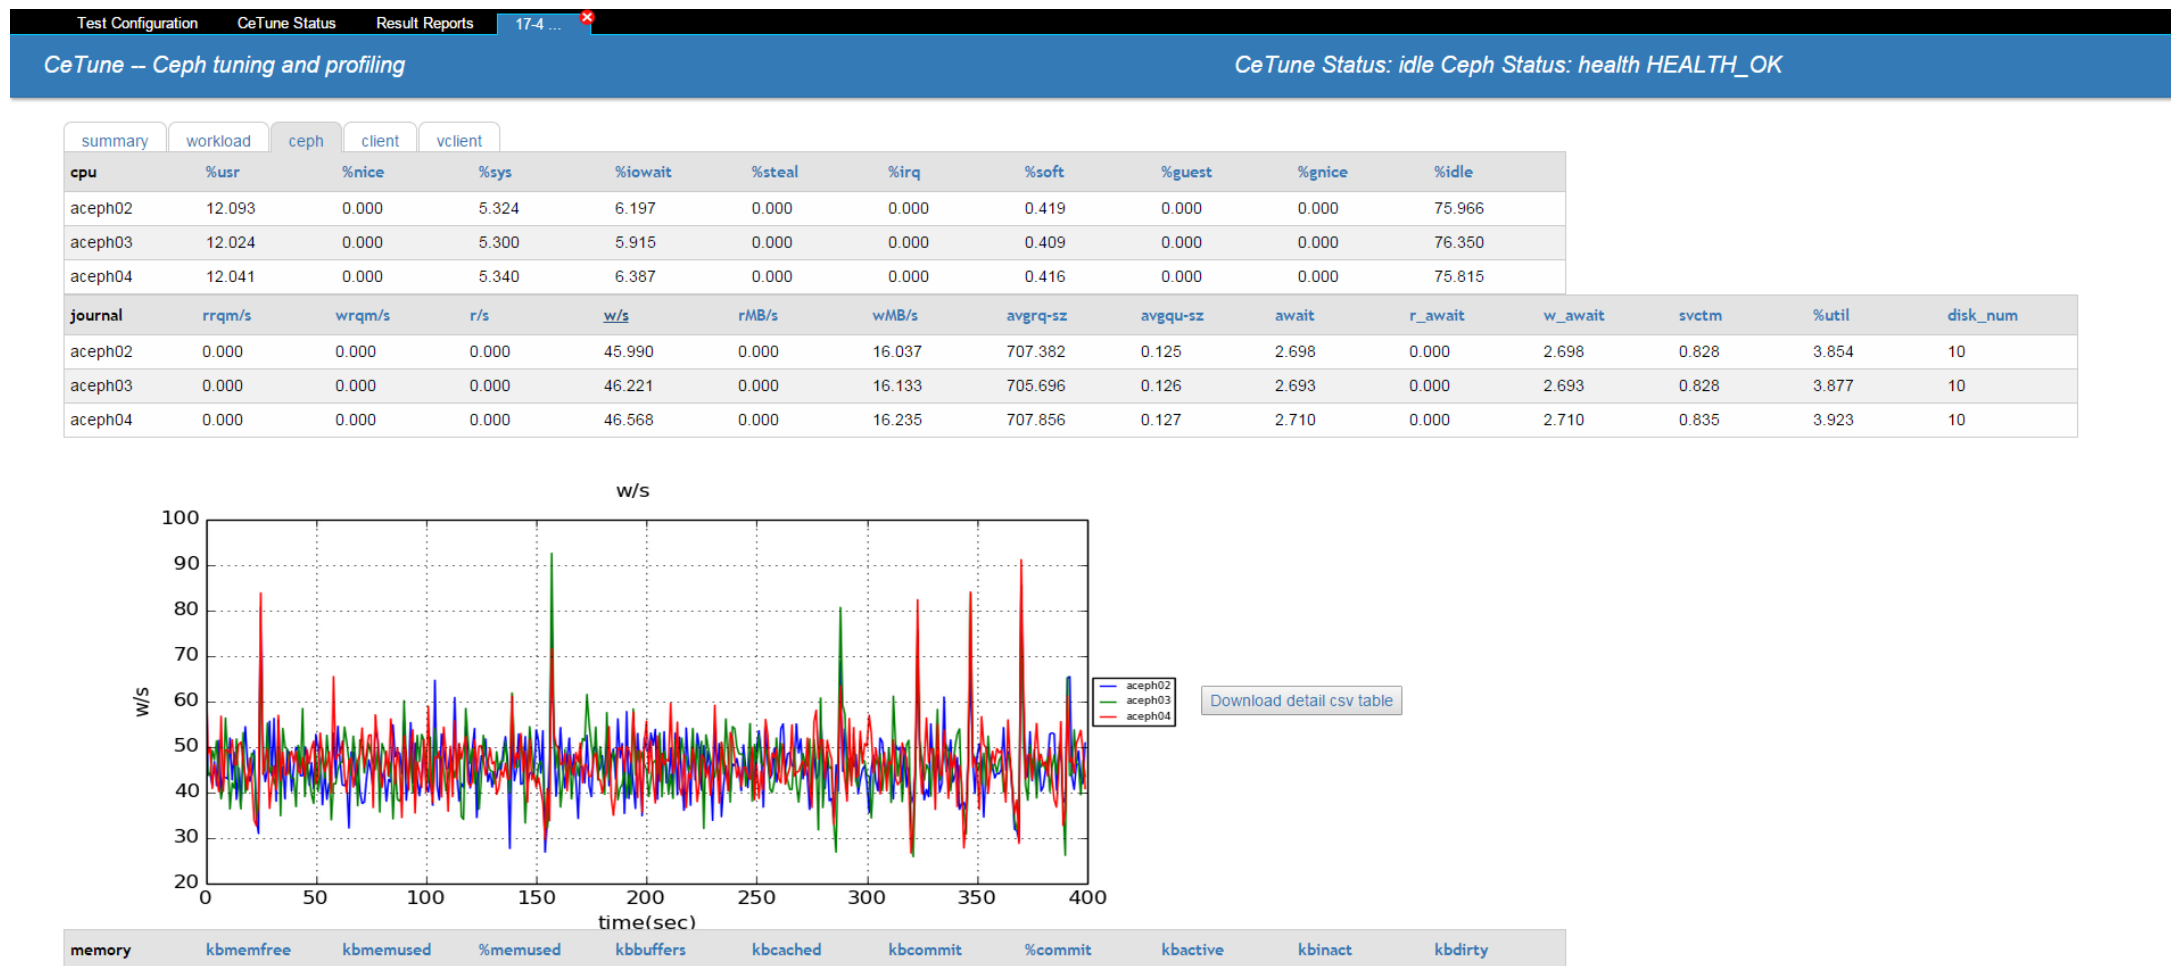 Test Configuration CeTune Status Result Reports 17-4 ...
CeTune -- Ceph tuning and profiling CeTune Status: idle Ceph Status: health HEALTH_OK
summary workload ceph client vclient
cpu %usr %nice %sys %iowait %steal %irq %soft %guest %gnice %idle
aceph02 12.093 0.000 5.324 6.197 0.000 0.000 0.419 0.000 0.000 75.966
aceph03 12.024 0.000 5.300 5.915 0.000 0.000 0.409 0.000 0.000 76.350
aceph04 12.041 0.000 5.340 6.387 0.000 0.000 0.416 0.000 0.000 75.815
journal rrqm/s wrqm/s r/s w/s rMB/s wMB/s avgrq-sz avgqu-sz await r_await w_await svctm %util disk_num
aceph02 0.000 0.000 0.000 45.990 0.000 16.037 707.382 0.125 2.698 0.000 2.698 0.828 3.854 10
aceph03 0.000 0.000 0.000 46.221 0.000 16.133 705.696 0.126 2.693 0.000 2.693 0.828 3.877 10
aceph04 0.000 0.000 0.000 46.568 0.000 16.235 707.856 0.127 2.710 0.000 2.710 0.835 3.923 10
w/s
100
90
80
70
60
50
40
30
20
w/s
0 50 100 150 200 250 300 350 400
time(sec)
aceph02
aceph03
aceph04
Download detail csv table
memory kbmemfree kbmemused %memused kbbuffers kbcached kbcommit %commit kbactive kbinact kbdirty